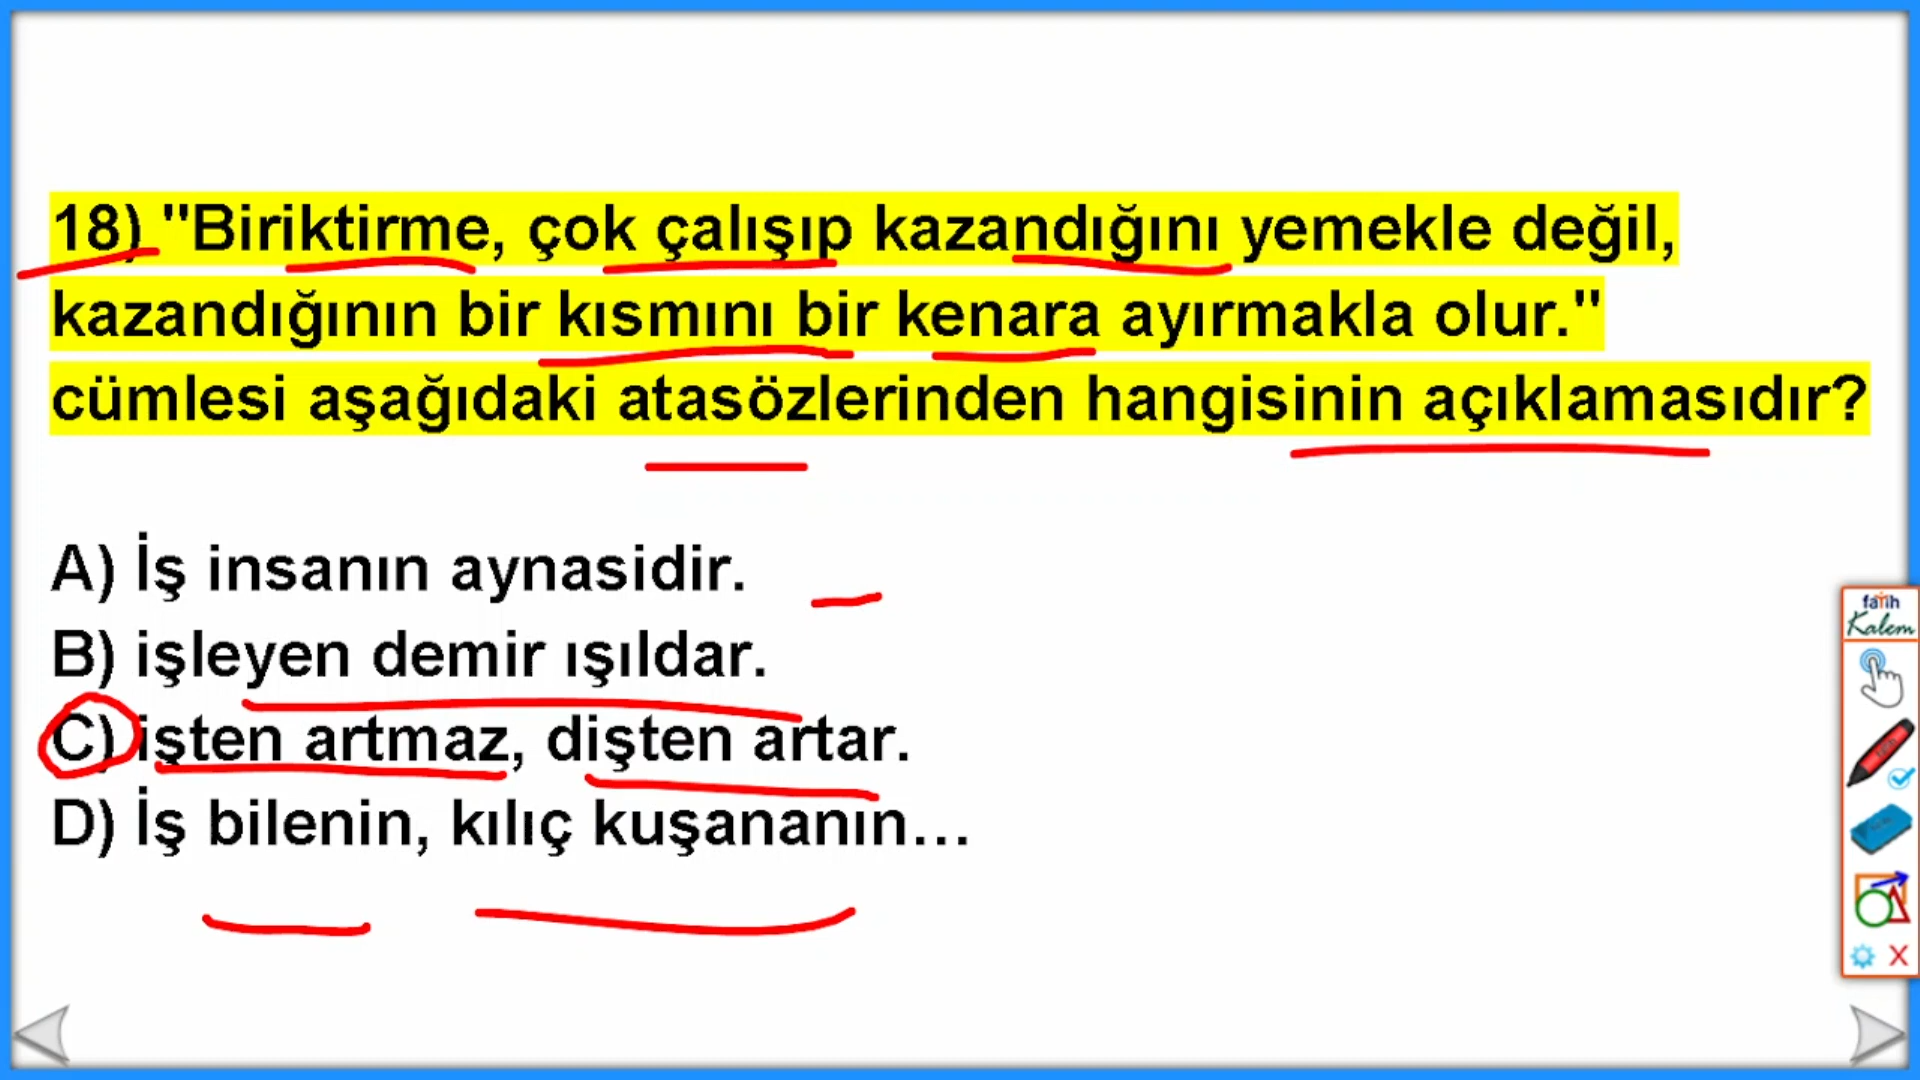 18) "Biriktirme, çok çalışıp kazandığını yemekle değil,
kazandığının bir kısmını bir kenara ayırmakla olur."
cümlesi aşağıdaki atasözlerinden hangisinin açıklamasıdır?
A) İş insanın aynasidir.
B) işleyen demir ışıldar.
C) işten artmaz, dişten artar.
D) İş bilenin, kılıç kuşananın...
fatih
Kalem